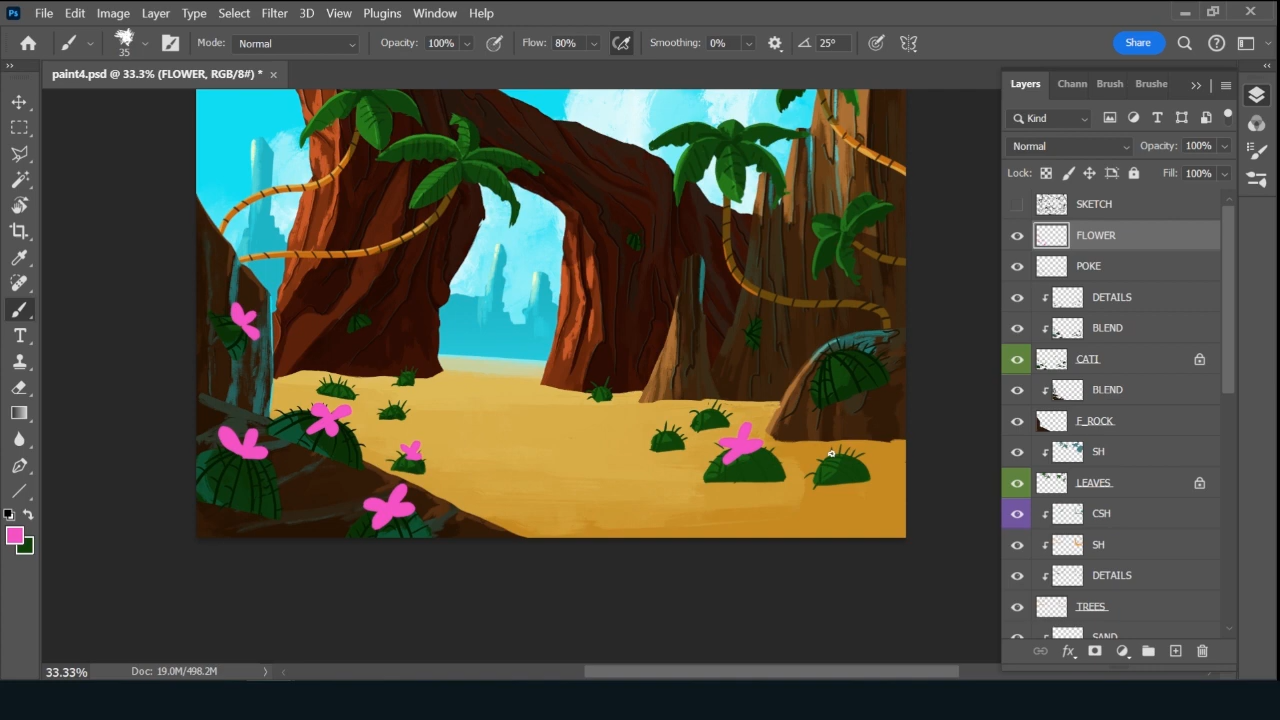 Ps File Edit Image Layer Type Select Filter 3D View Plugins Window Help
35 Mode: Normal Opacity: 100% Flow: 80% Smoothing: 0% 25° Share
paint4.psd @ 33.3% (FLOWER, RGB/8#) * ×
Layers Chann Brush Brushe
Kind
Normal Opacity: 100%
Lock: Fill: 100%
SKETCH
FLOWER
POKE
DETAILS
BLEND
CATI
BLEND
F_ROCK
SH
LEAVES
CSH
SH
DETAILS
TREES
SAND
fx
33.33% Doc: 19.0M/498.2M